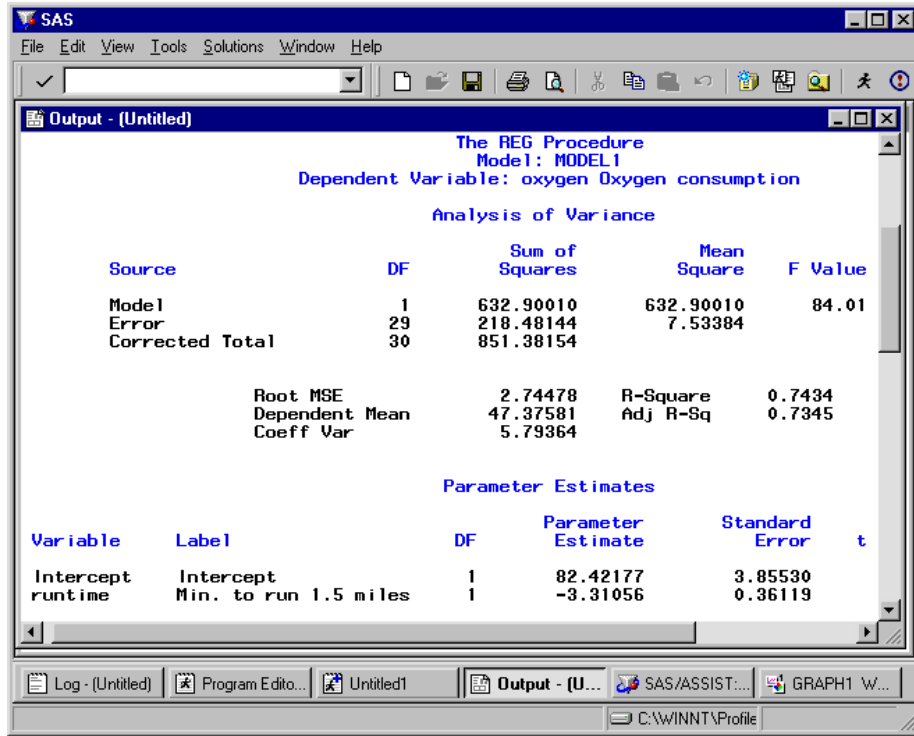 SAS
File Edit View Tools Solutions Window Help
Output - (Untitled)
The REG Procedure
Model: MODEL1
Dependent Variable: oxygen Oxygen consumption
Analysis of Variance
Sum of Mean
Source DF Squares Square F Value
Model 1 632.90010 632.90010 84.01
Error 29 218.48144 7.53384
Corrected Total 30 851.38154
Root MSE 2.74478 R-Square 0.7434
Dependent Mean 47.37581 Adj R-Sq 0.7345
Coeff Var 5.79364
Parameter Estimates
Parameter Standard
Variable Label DF Estimate Error t
Intercept Intercept 1 82.42177 3.85530
runtime Min. to run 1.5 miles 1 -3.31056 0.36119
Log - (Untitled) Program Edito... Untitled1 Output - (U... SAS/ASSIST:... GRAPH1 W...
C:\WINNT\Profile